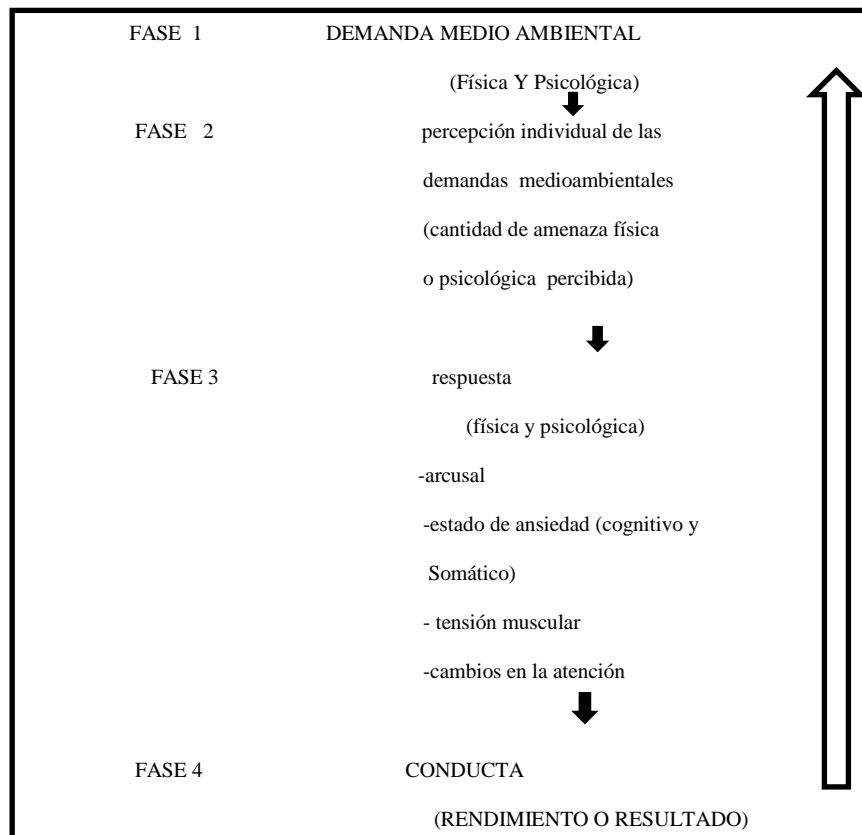 FASE 1 DEMANDA MEDIO AMBIENTAL
(Física Y Psicológica)
FASE 2 percepción individual de las
demandas medioambientales
(cantidad de amenaza física
o psicológica percibida)
FASE 3 respuesta
(física y psicológica)
-arcusal
-estado de ansiedad (cognitivo y
Somático)
- tensión muscular
-cambios en la atención
FASE 4 CONDUCTA
(RENDIMIENTO O RESULTADO)